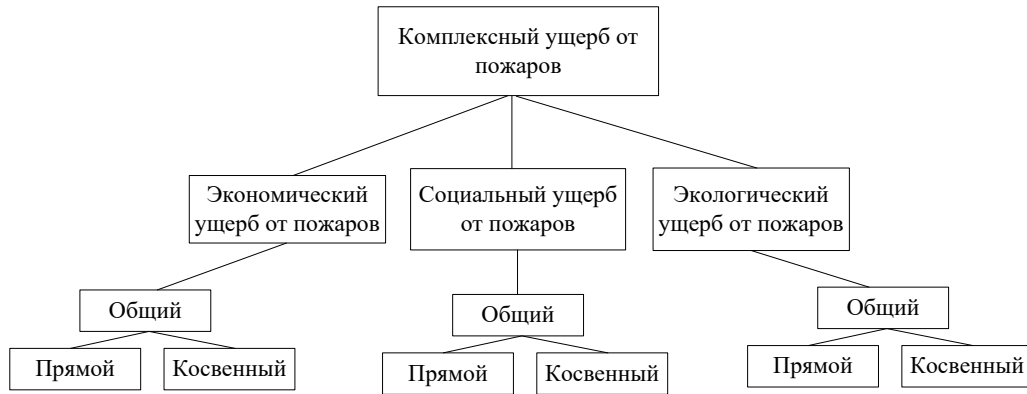 Комплексный ущерб от
пожаров
Экономический
ущерб от пожаров
Социальный ущерб
от пожаров
Экологический
ущерб от пожаров
Общий
Общий
Общий
Прямой
Косвенный
Прямой
Косвенный
Прямой
Косвенный